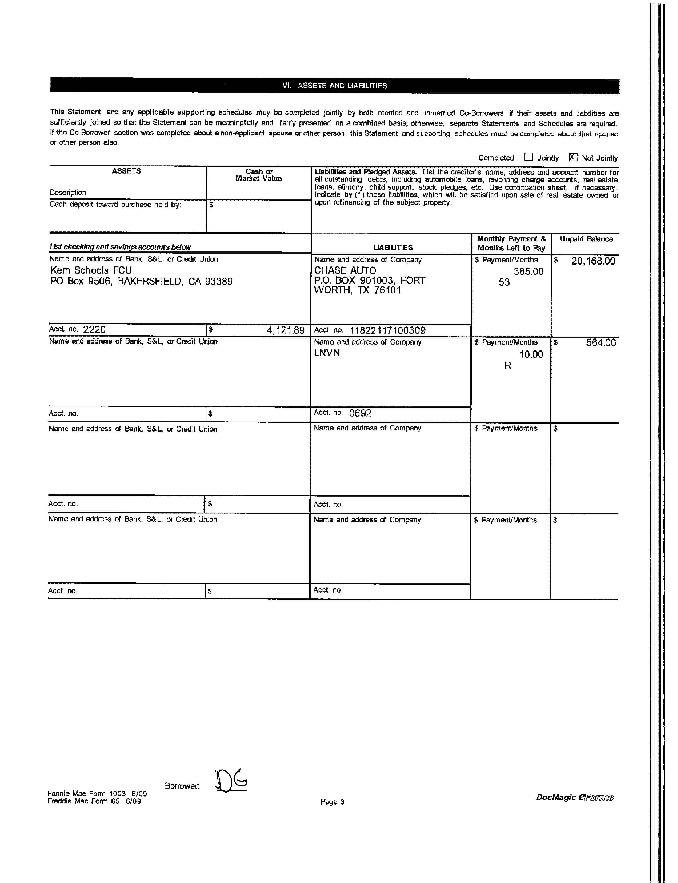 VI. ASSETS AND LIABILITIES
This Statement and any applicable supporting schedules may be completed jointly by both married and unmarried Co-Borrowers if their assets and liabilities are
sufficiently joined so that the Statement can be meaningfully and fairly presented on a combined basis; otherwise, separate Statements and Schedules are required.
If the Co-Borrower section was completed about a non-applicant spouse or other person, this Statement and supporting schedules must be completed about that spouse
or other person also.
Completed Jointly X Not Jointly
ASSETS
Cash or
Market Value
Description
Cash deposit toward purchase held by: $
Liabilities and Pledged Assets. List the creditor's name, address and account number for
all outstanding debts, including automobile loans, revolving charge accounts, real estate
loans, alimony, child support, stock pledges, etc. Use continuation sheet, if necessary.
Indicate by (*) those liabilities, which will be satisfied upon sale of real estate owned or
upon refinancing of the subject property.
List checking and savings accounts below
LIABILITIES
Monthly Payment &
Months Left to Pay
Unpaid Balance
Name and address of Bank, S&L, or Credit Union
Kern Schools FCU
PO Box 9506, BAKERSFIELD, CA 93389
Name and address of Company
CHASE AUTO
P.O. BOX 901003, FORT
WORTH, TX 76101
$ Payment/Months
385.00
53
$ 20,168.00
Acct. no. 2220 $ 4,121.89
Acct. no. 11822117100309
Name and address of Bank, S&L, or Credit Union
Name and address of Company
LNVN
$ Payment/Months
10.00
R
$ 564.00
Acct. no. $
Acct. no. 0692
Name and address of Bank, S&L, or Credit Union
Name and address of Company
$ Payment/Months
$
Acct. no. $
Acct. no.
Name and address of Bank, S&L, or Credit Union
Name and address of Company
$ Payment/Months
$
Acct. no. $
Acct. no.
Borrower: DG
Fannie Mae Form 1003 6/09
Freddie Mac Form 65 6/09
Page 3
DocMagic